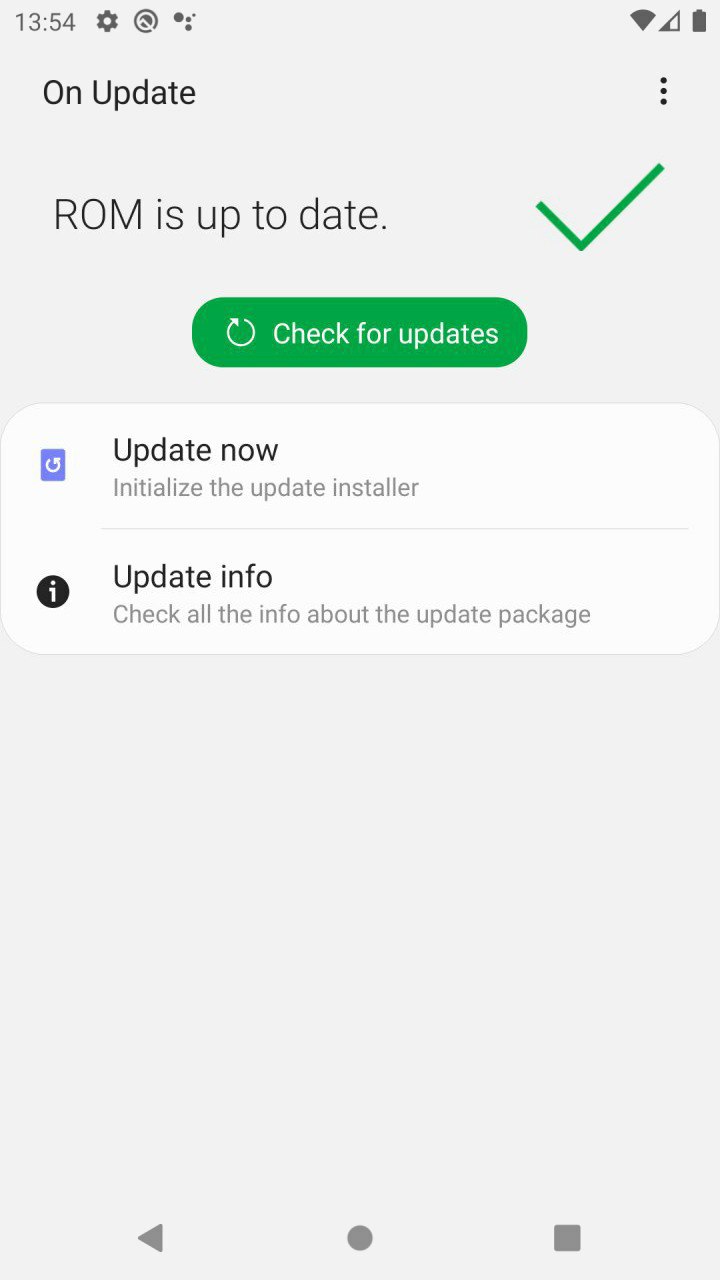 13:54
On Update
ROM is up to date.
Check for updates
Update now
Initialize the update installer
Update info
Check all the info about the update package